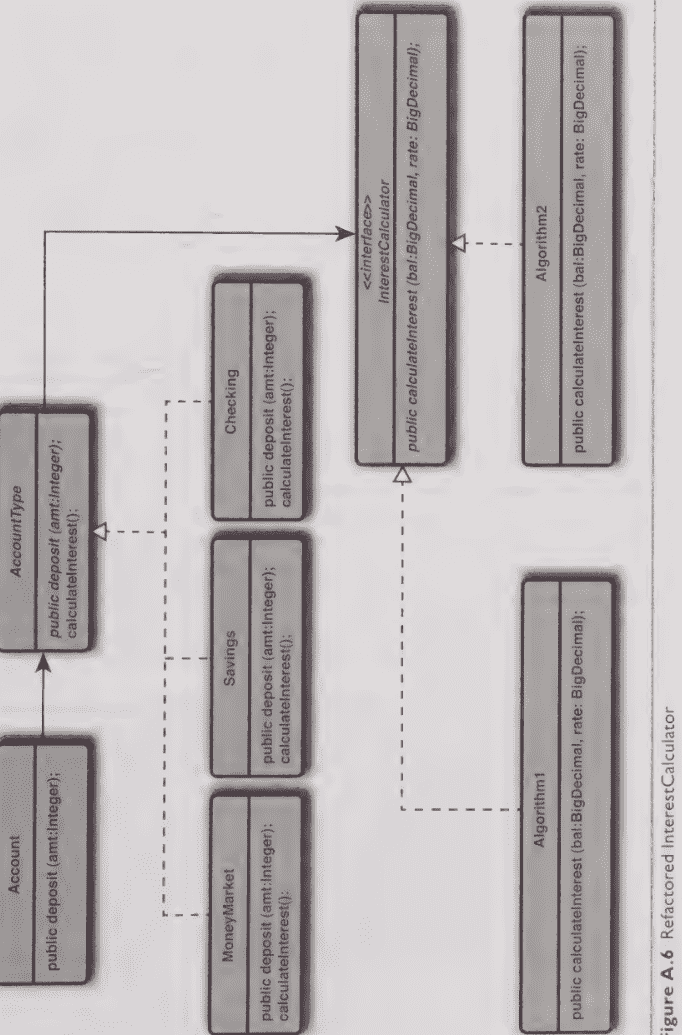 Account
public deposit (amt:Integer);
AccountType
public deposit (amt:Integer);
calculateInterest();
MoneyMarket
public deposit (amt:Integer);
calculateInterest():
Savings
public deposit (amt:Integer);
calculateInterest();
Checking
public deposit (amt:Integer);
calculateInterest();
<<interface>>
InterestCalculator
public calculateInterest (bal:BigDecimal, rate: BigDecimal);
Algorithm1
public calculateInterest (bal:BigDecimal, rate: BigDecimal);
Algorithm2
public calculateInterest (bal:BigDecimal, rate: BigDecimal);
igure A.6 Refactored InterestCalculator